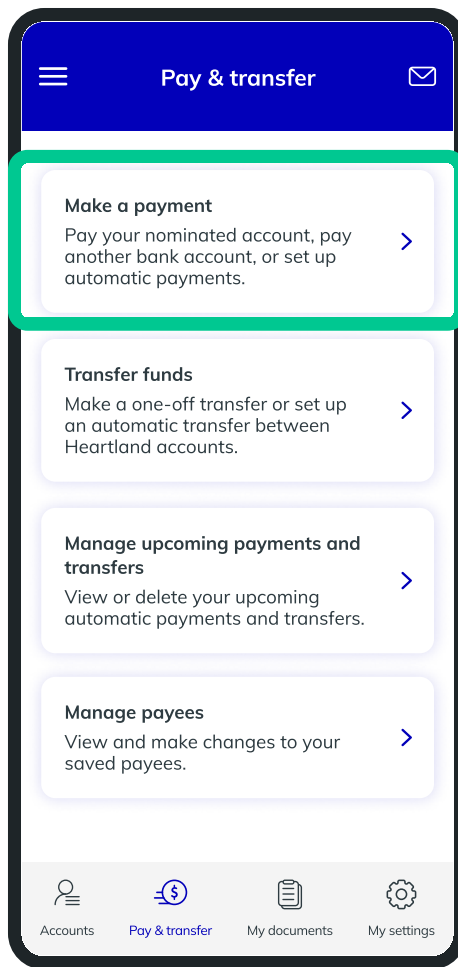 Pay & transfer
Make a payment
Pay your nominated account, pay
another bank account, or set up
automatic payments.
Transfer funds
Make a one-off transfer or set up
an automatic transfer between
Heartland accounts.
Manage upcoming payments and
transfers
View or delete your upcoming
automatic payments and transfers.
Manage payees
View and make changes to your
saved payees.
$
Accounts
Pay & transfer
My documents
My settings